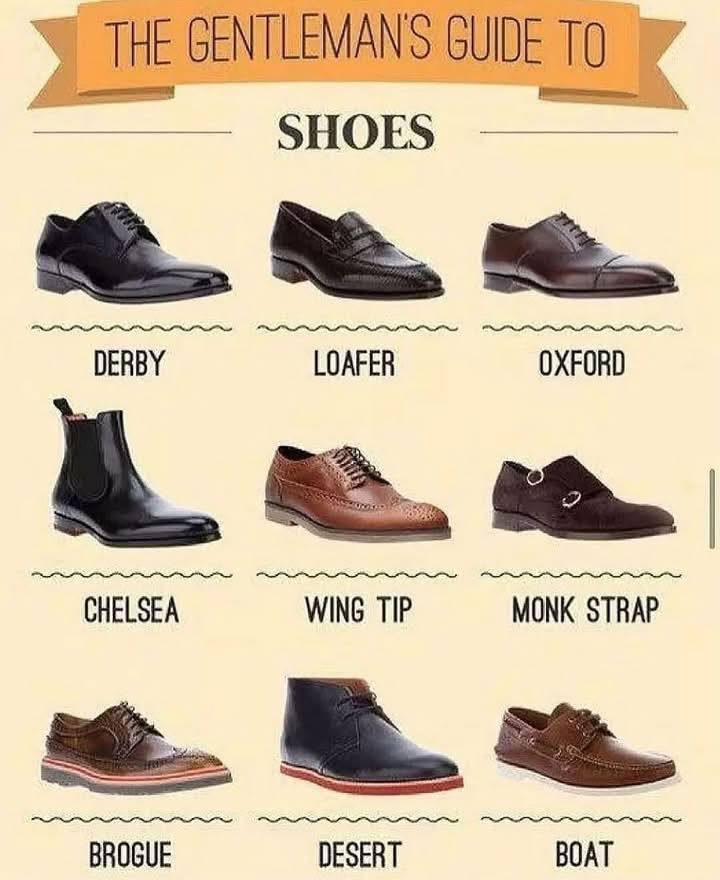 THE GENTLEMAN'S GUIDE TO
SHOES
DERBY LOAFER OXFORD
CHELSEA WING TIP MONK STRAP
BROGUE DESERT BOAT